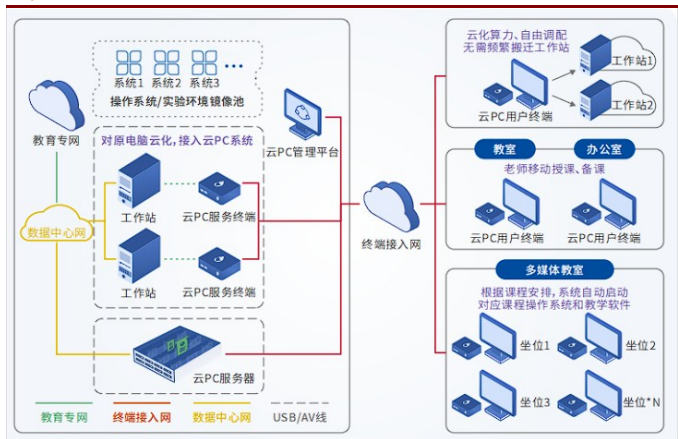 系统1 系统2 系统3
操作系统/实验环境镜像池
教育专网
对原电脑云化，接入云PC系统
云PC管理平台
工作站 云PC服务终端
数据中心网
工作站 云PC服务终端
云PC服务器
教育专网 终端接入网 数据中心网 USB/AV线
终端接入网
云化算力、自由调配
无需频繁搬迁工作站
工作站1
云PC用户终端
工作站2
教室 办公室
老师移动授课、备课
云PC用户终端 云PC用户终端
多媒体教室
根据课程安排，系统自动启动
对应课程操作系统和教学软件
坐位1 坐位2
坐位3 坐位*N